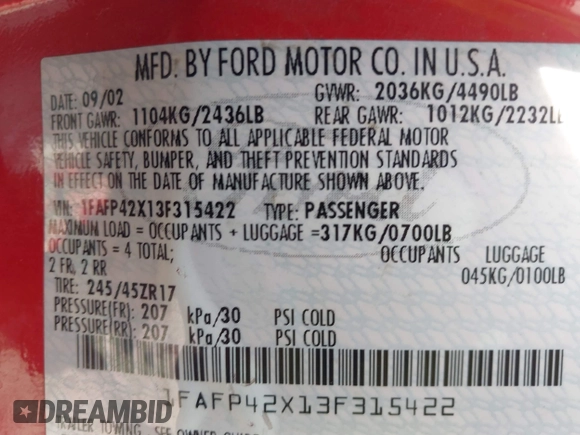 MFD. BY FORD MOTOR CO. IN U.S.A.
DATE: 09/02 GVWR: 2036KG/4490LB
FRONT GAWR: 1104KG/2436LB REAR GAWR: 1012KG/2232LB
THIS VEHICLE CONFORMS TO ALL APPLICABLE FEDERAL MOTOR
VEHICLE SAFETY, BUMPER, AND THEFT PREVENTION STANDARDS
IN EFFECT ON THE DATE OF MANUFACTURE SHOWN ABOVE.
VIN: 1FAFP42X13F315422 TYPE: PASSENGER
MAXIMUM LOAD = OCCUPANTS + LUGGAGE =317KG/0700LB
OCCUPANTS = 4 TOTAL; OCCUPANTS LUGGAGE
2 FR, 2 RR 045KG/0100LB
TIRE: 245/45ZR17
PRESSURE(FR): 207 kPa/30 PSI COLD
PRESSURE(RR): 207 kPa/30 PSI COLD
1FAFP42X13F315422
TRAILER TOWING
DREAMBID